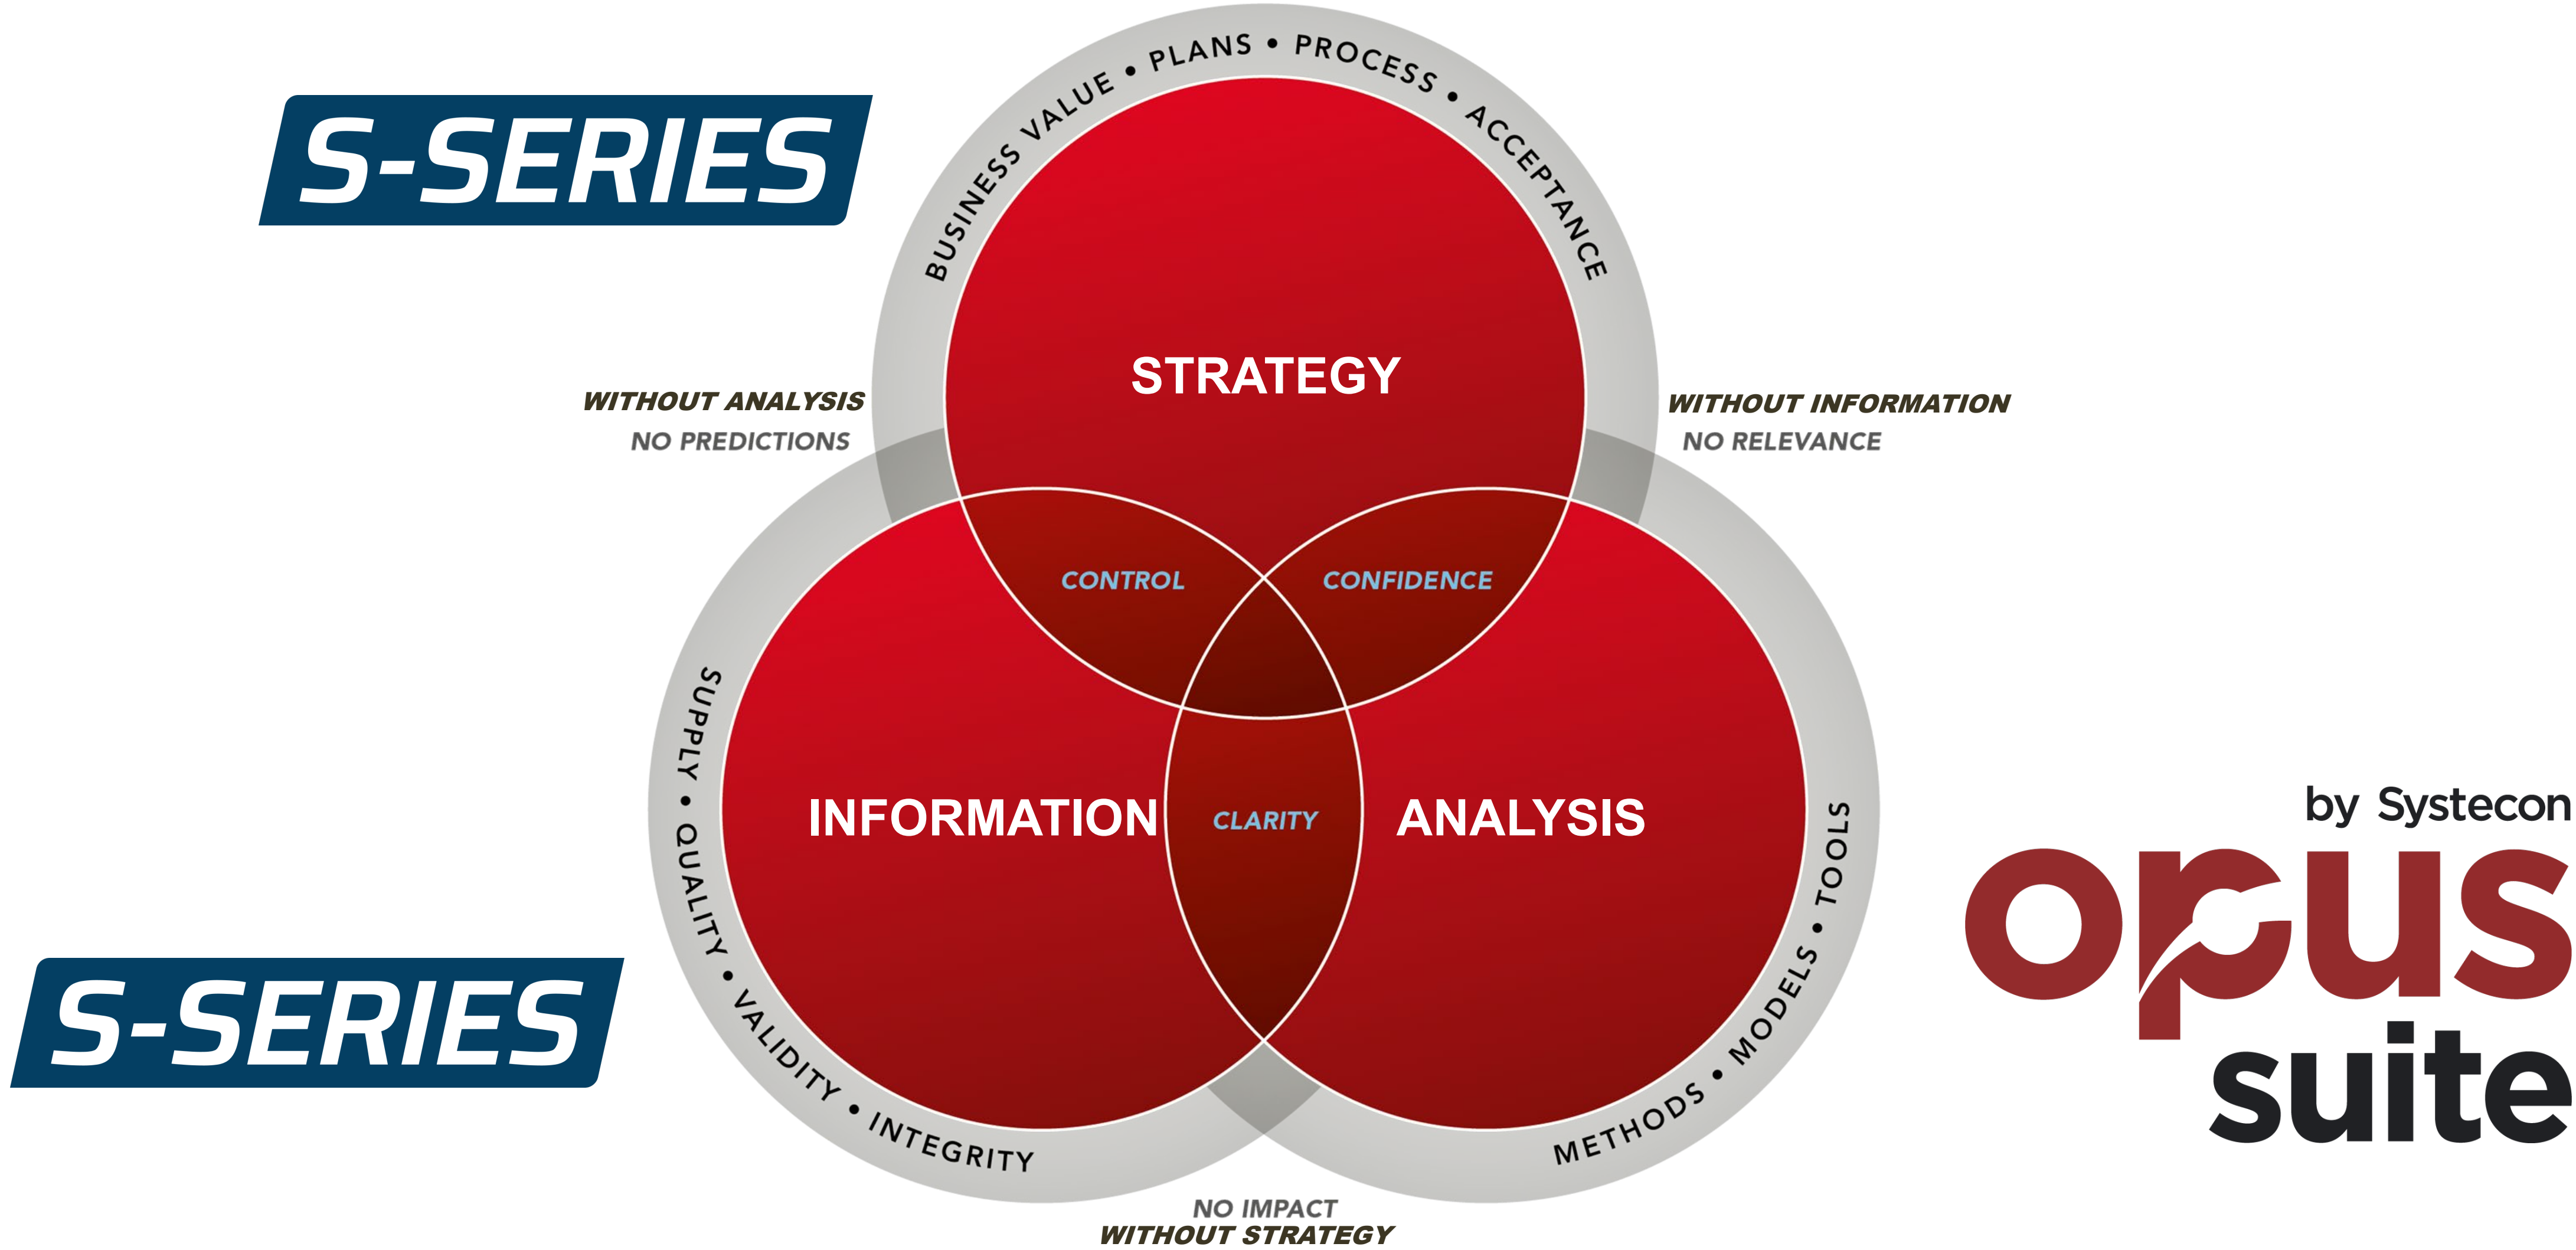 BUSINESS VALUE • PLANS • PROCESS • ACCEPTANCE
S-SERIES
STRATEGY
WITHOUT ANALYSIS
NO PREDICTIONS
WITHOUT INFORMATION
NO RELEVANCE
CONTROL
CONFIDENCE
SUPPLY • QUALITY • VALIDITY • INTEGRITY
INFORMATION
CLARITY
ANALYSIS
METHODS • MODELS • TOOLS
by Systecon
opus
suite
S-SERIES
NO IMPACT
WITHOUT STRATEGY